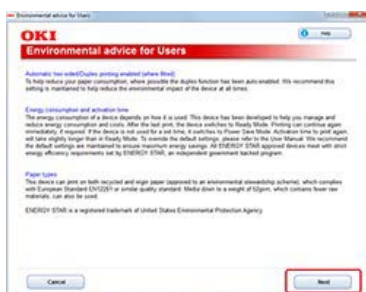 Environmental advice for Users
OKI
Environmental advice for Users
Automatic two-sided/Duplex printing enabled (where fitted)
To help reduce your paper consumption, where possible the duplex function has been auto-enabled. We recommend this
setting is maintained to help reduce the environmental impact of the device at all times.
Energy consumption and activation time
The energy consumption of a device depends on how it is used. This device has been developed to help you manage and
reduce energy consumption and costs. After the last print, the device switches to Ready Mode. Printing can continue again
immediately, if required. If the device is not used for a set time, it switches to Power Save Mode. Activation time to print again,
will take slightly longer than in Ready Mode. To override the default settings, please refer to the User Manual. We recommend
the default settings are maintained to ensure maximum energy savings. All ENERGY STAR approved devices meet with strict
energy efficiency requirements set by ENERGY STAR, an independent government backed program.
Paper types
This device can print on both recycled and virgin paper (approved to an environmental stewardship scheme), which complies
with European Standard EN12281 or similar quality standard. Media down to a weight of 62gsm, which contains fewer raw
materials, can also be used.
ENERGY STAR is a registered trademark of United States Environmental Protection Agency.
Cancel
Next